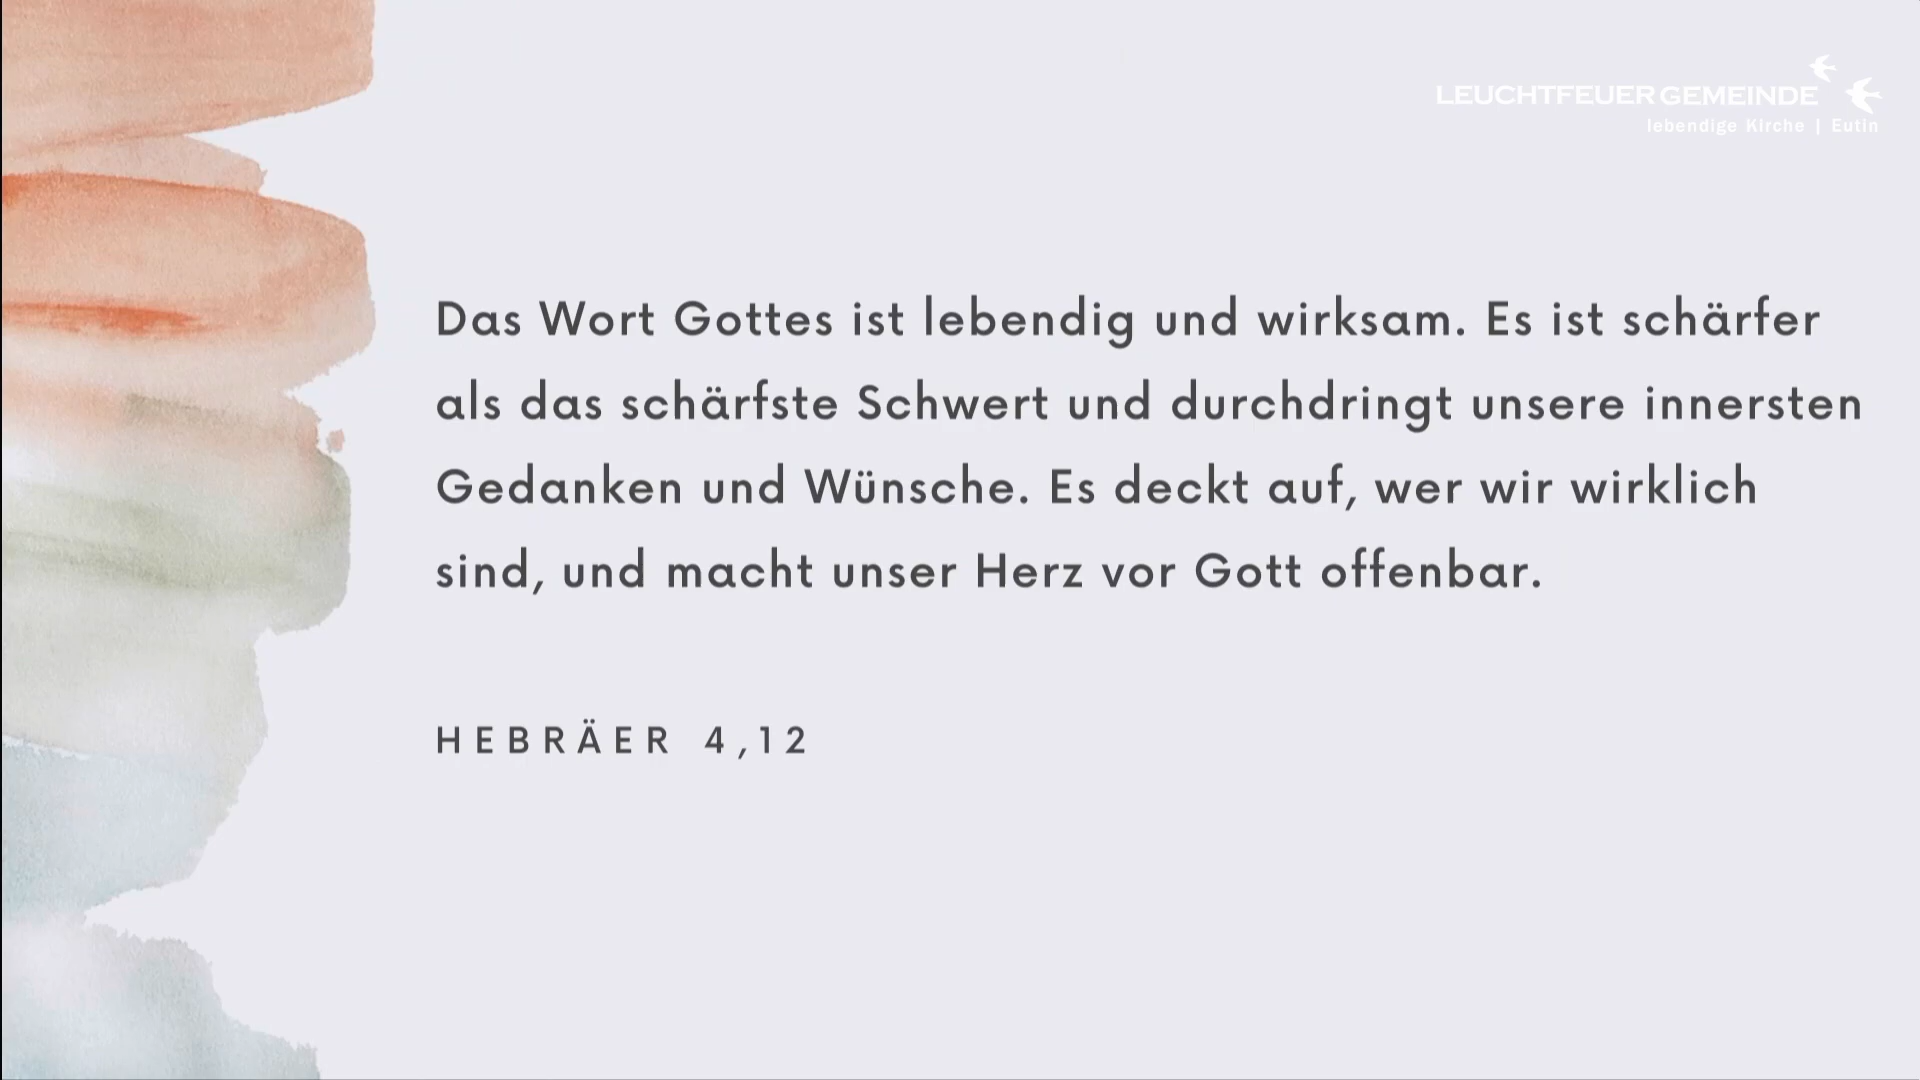 LEUCHTFEUER GEMEINDE
lebendige Kirche | Eutin
Das Wort Gottes ist lebendig und wirksam. Es ist schärfer
als das schärfste Schwert und durchdringt unsere innersten
Gedanken und Wünsche. Es deckt auf, wer wir wirklich
sind, und macht unser Herz vor Gott offenbar.
HEBRÄER 4,12